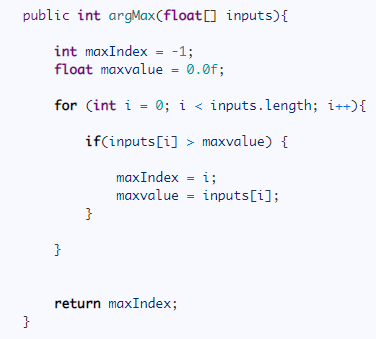 public int argMax(float[] inputs){
int maxIndex = -1;
float maxvalue = 0.0f;
for (int i = 0; i < inputs.length; i++){
if(inputs[i] > maxvalue) {
maxIndex = i;
maxvalue = inputs[i];
}
}
return maxIndex;
}